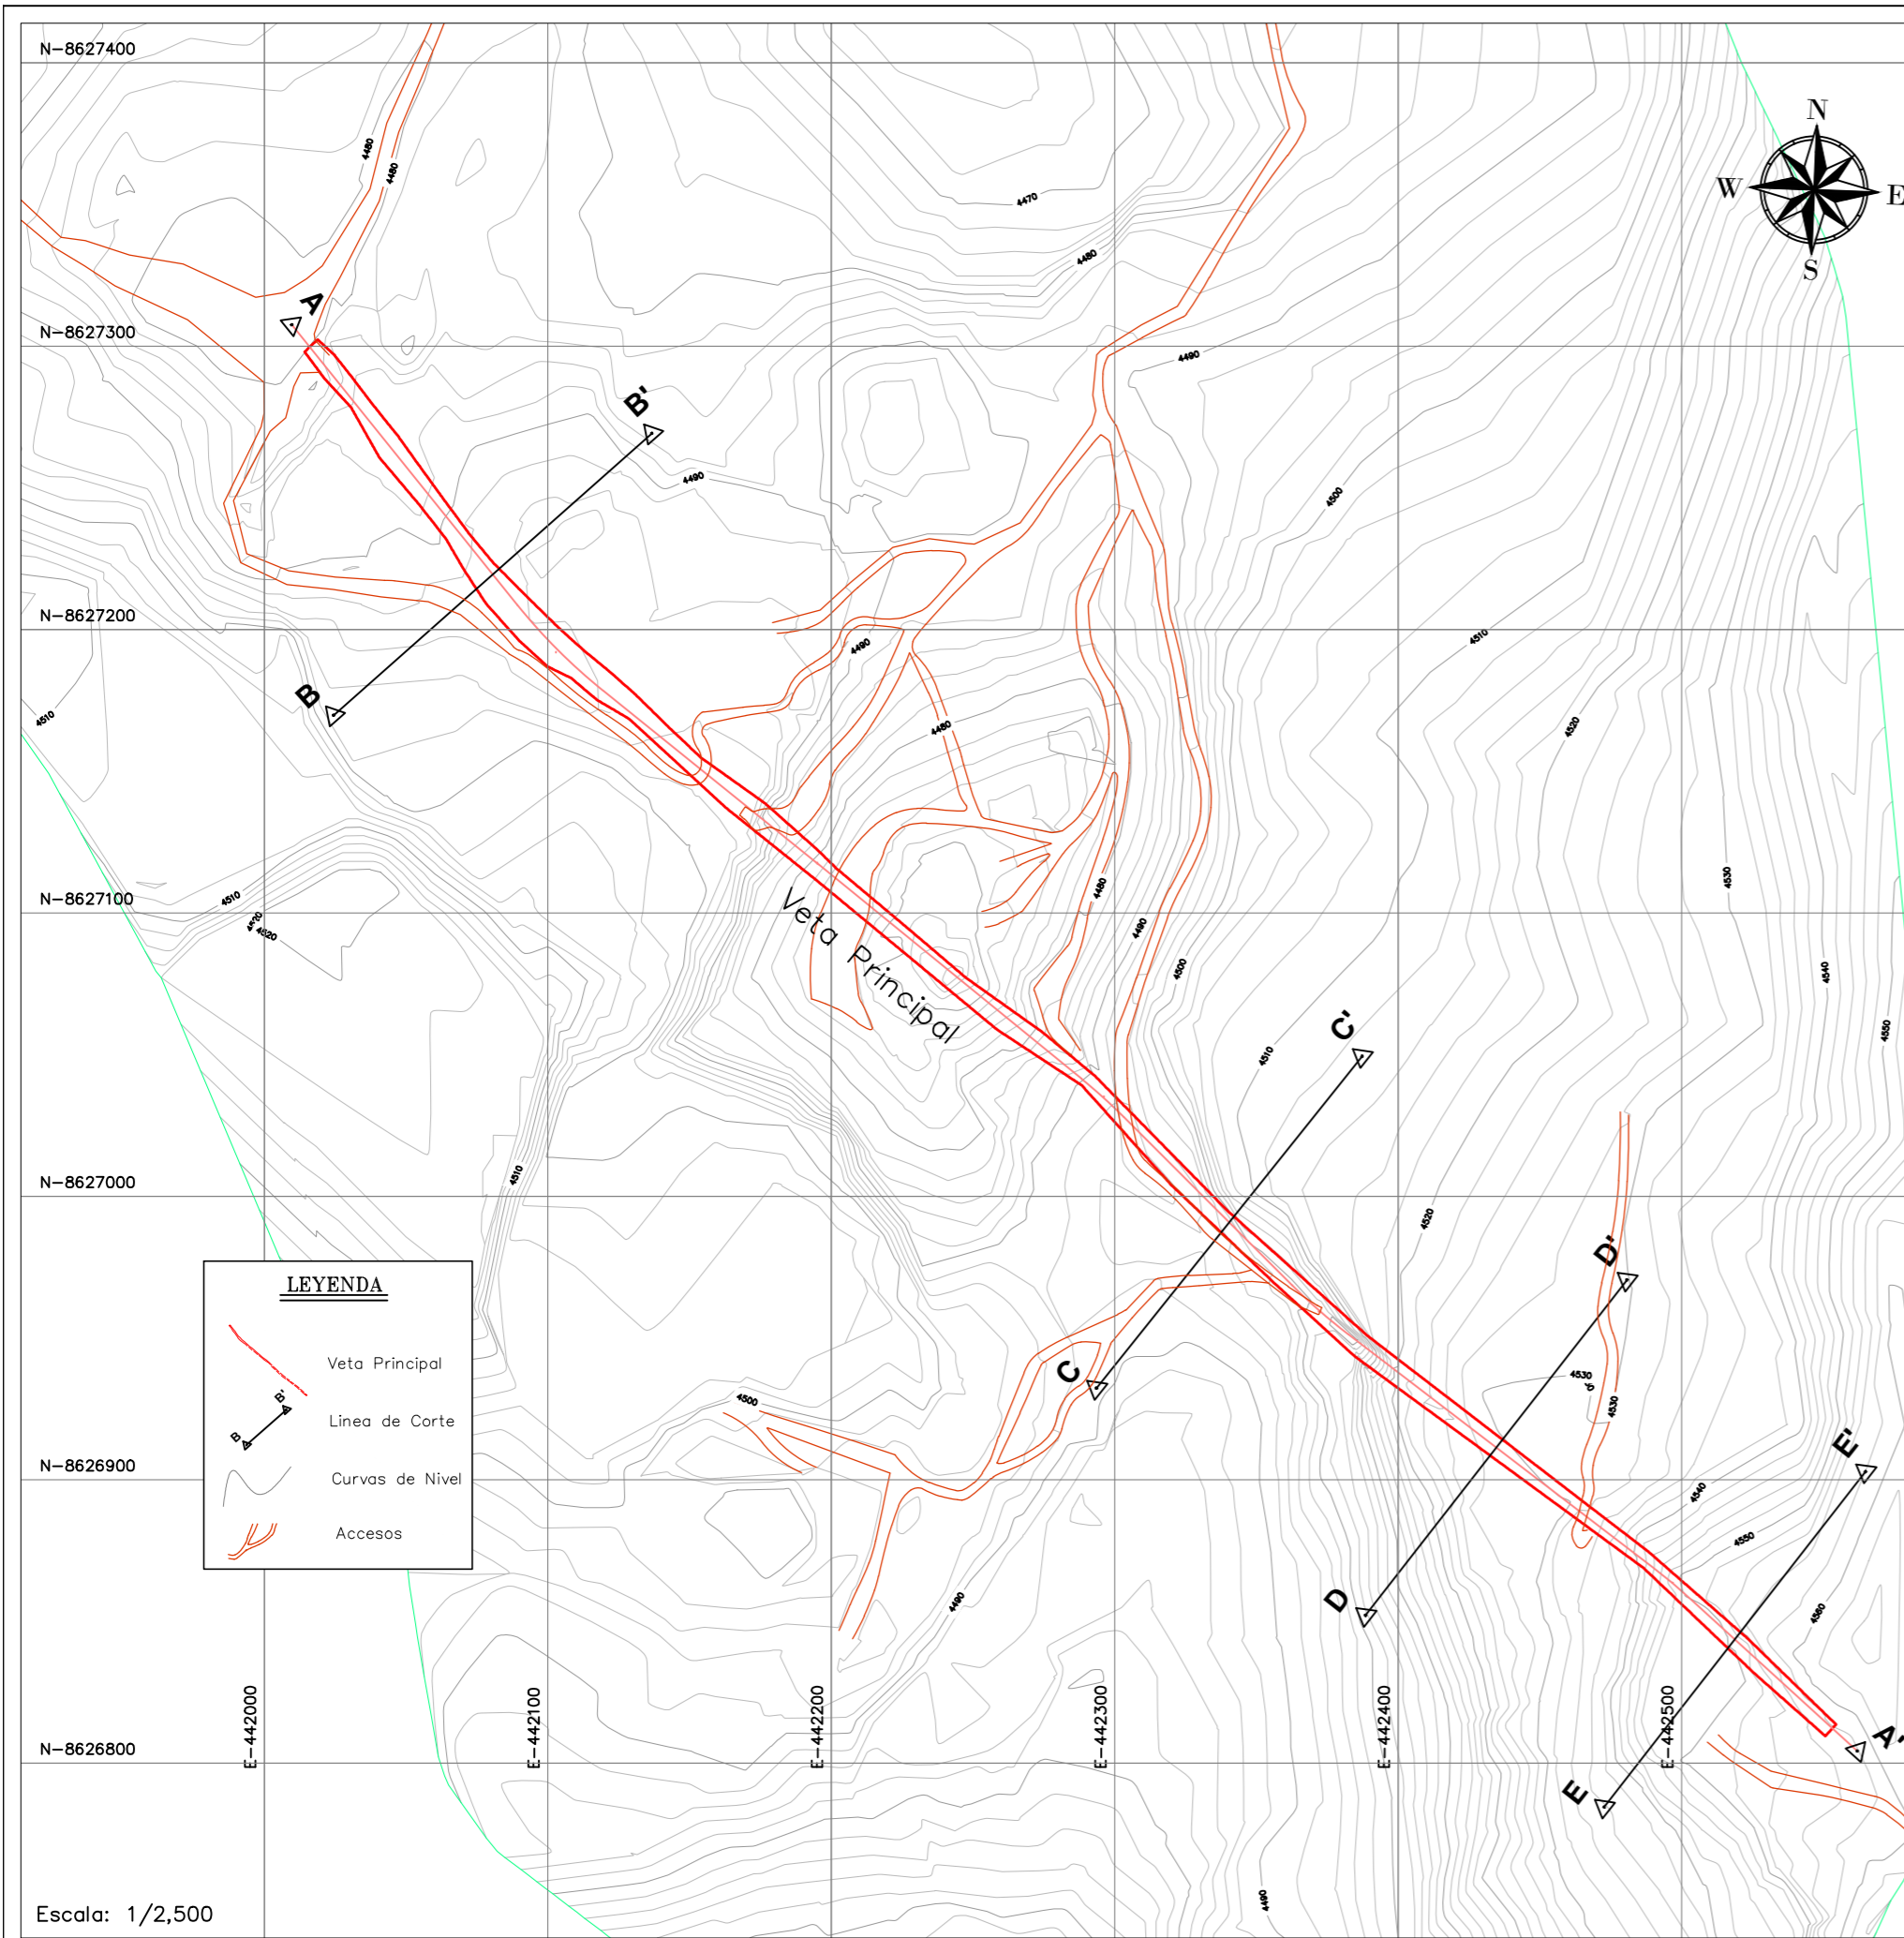 N-8627400
N
W
E
S
4480
4480
4470
4480
A
N-8627300
4490
B'
4490
4500
N-8627200
4490
4510
B
4510
4480
4520
N-8627100
4510
4520
4520
4480
4490
4500
4530
4540
4550
Veta Principal
C'
4510
N-8627000
4510
4520
D'
LEYENDA
Veta Principal
B'
B
Linea de Corte
Curvas de Nivel
Accesos
C
4500
4530
4530
E'
N-8626900
4540
4550
4490
D
4560
N-8626800
E-442000
E-442100
E-442200
E-442300
E-442400
E-442500
A'
E
4490
Escala: 1/2,500